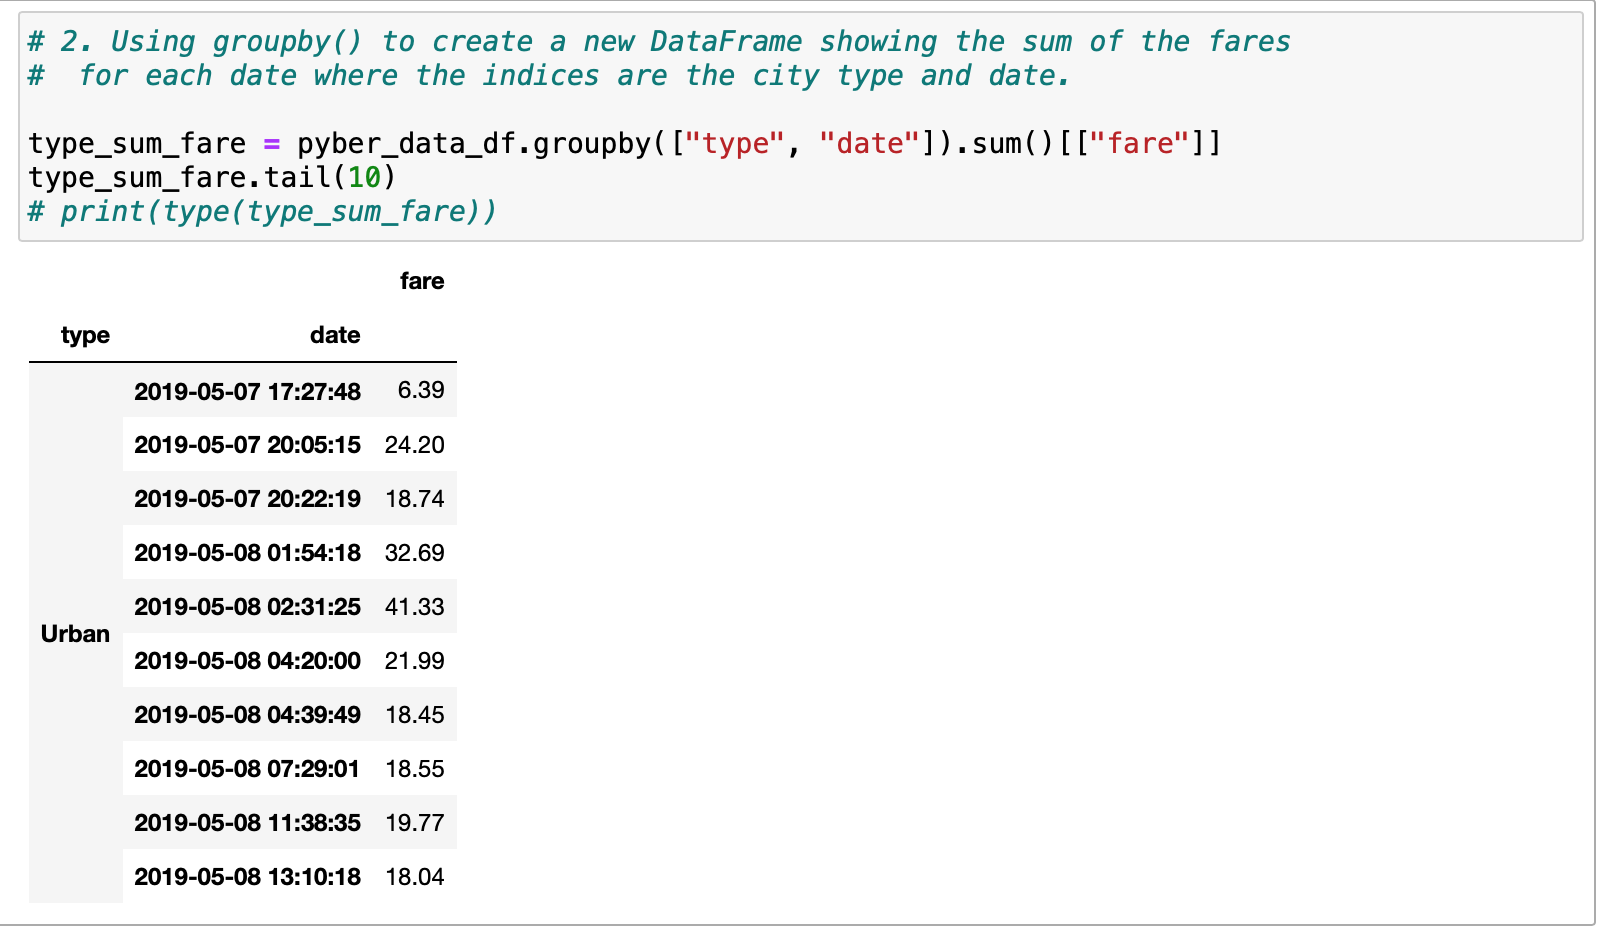 # 2. Using groupby() to create a new DataFrame showing the sum of the fares
#  for each date where the indices are the city type and date.
type_sum_fare = pyber_data_df.groupby(["type", "date"]).sum()[["fare"]]
type_sum_fare.tail(10)
# print(type(type_sum_fare))
fare
type date
2019-05-07 17:27:48 6.39
2019-05-07 20:05:15 24.20
2019-05-07 20:22:19 18.74
2019-05-08 01:54:18 32.69
2019-05-08 02:31:25 41.33
Urban
2019-05-08 04:20:00 21.99
2019-05-08 04:39:49 18.45
2019-05-08 07:29:01 18.55
2019-05-08 11:38:35 19.77
2019-05-08 13:10:18 18.04